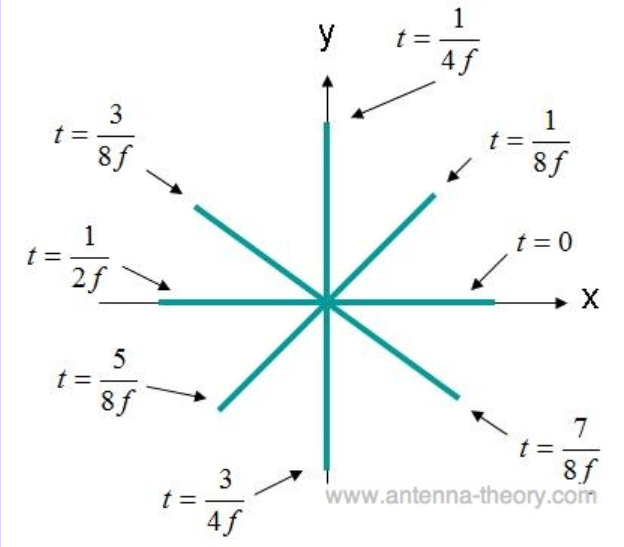 y
t = 1/4f
t = 3/8f
t = 1/8f
t = 1/2f
t = 0
x
t = 5/8f
t = 7/8f
t = 3/4f
www.antenna-theory.com